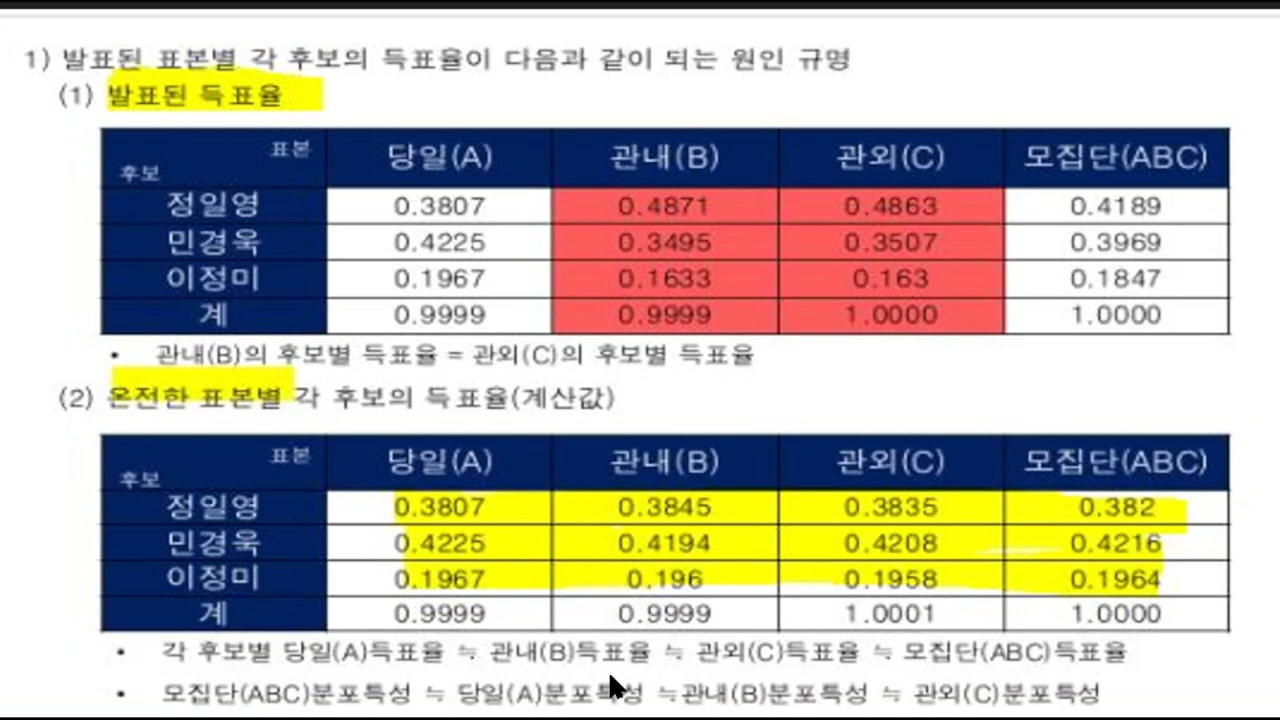 1) 발표된 표본별 각 후보의 득표율이 다음과 같이 되는 원인 규명
(1) 발표된 득표율
표본 후보 당일(A) 관내(B) 관외(C) 모집단(ABC)
정일영 0.3807 0.4871 0.4863 0.4189
민경욱 0.4225 0.3495 0.3507 0.3969
이정미 0.1967 0.1633 0.163 0.1847
계 0.9999 0.9999 1.0000 1.0000
• 관내(B)의 후보별 득표율 = 관외(C)의 후보별 득표율
(2) 온전한 표본별 각 후보의 득표율(계산값)
표본 후보 당일(A) 관내(B) 관외(C) 모집단(ABC)
정일영 0.3807 0.3845 0.3835 0.382
민경욱 0.4225 0.4194 0.4208 0.4216
이정미 0.1967 0.196 0.1958 0.1964
계 0.9999 0.9999 1.0001 1.0000
• 각 후보별 당일(A)득표율 ≒ 관내(B)득표율 ≒ 관외(C)득표율 ≒ 모집단(ABC)득표율
• 모집단(ABC)분포특성 ≒ 당일(A)분포특성 ≒관내(B)분포특성 ≒ 관외(C)분포특성